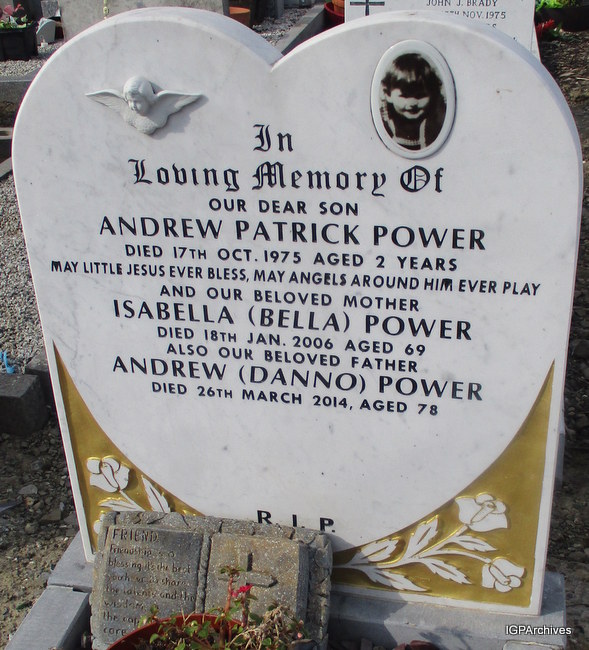 JOHN J. BRADY
NOV. 1975
In
Loving Memory Of
OUR DEAR SON
ANDREW PATRICK POWER
DIED 17TH OCT. 1975 AGED 2 YEARS
MAY LITTLE JESUS EVER BLESS, MAY ANGELS AROUND HIM EVER PLAY
AND OUR BELOVED MOTHER
ISABELLA (BELLA) POWER
DIED 18TH JAN. 2006 AGED 69
ALSO OUR BELOVED FATHER
ANDREW (DANNO) POWER
DIED 26TH MARCH 2014, AGED 78
R. I. P.
FRIEND
IGPArchives